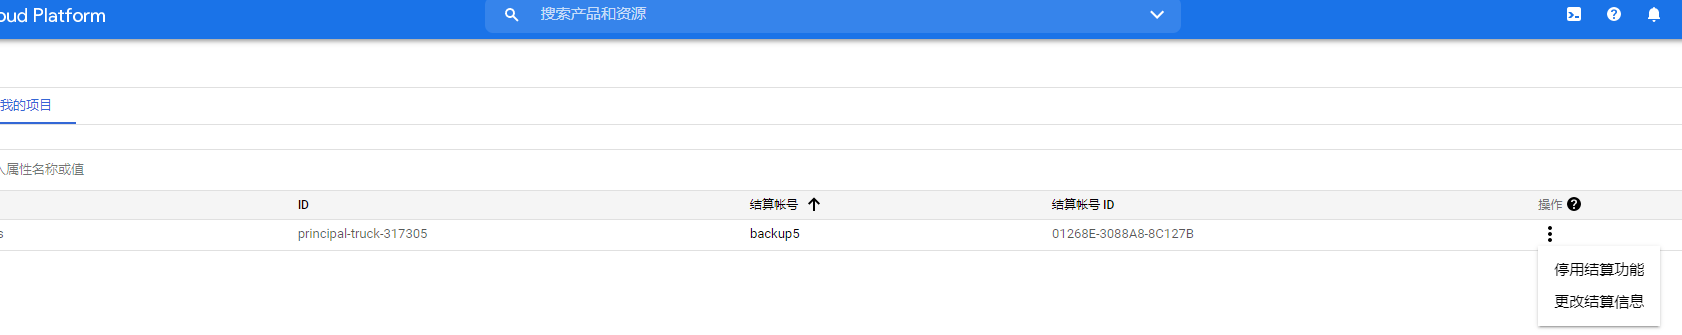 oud Platform
搜索产品和资源
我的项目
入属性名称或值
ID
结算帐号
结算帐号 ID
操作
s
principal-truck-317305
backup5
01268E-3088A8-8C127B
停用结算功能
更改结算信息